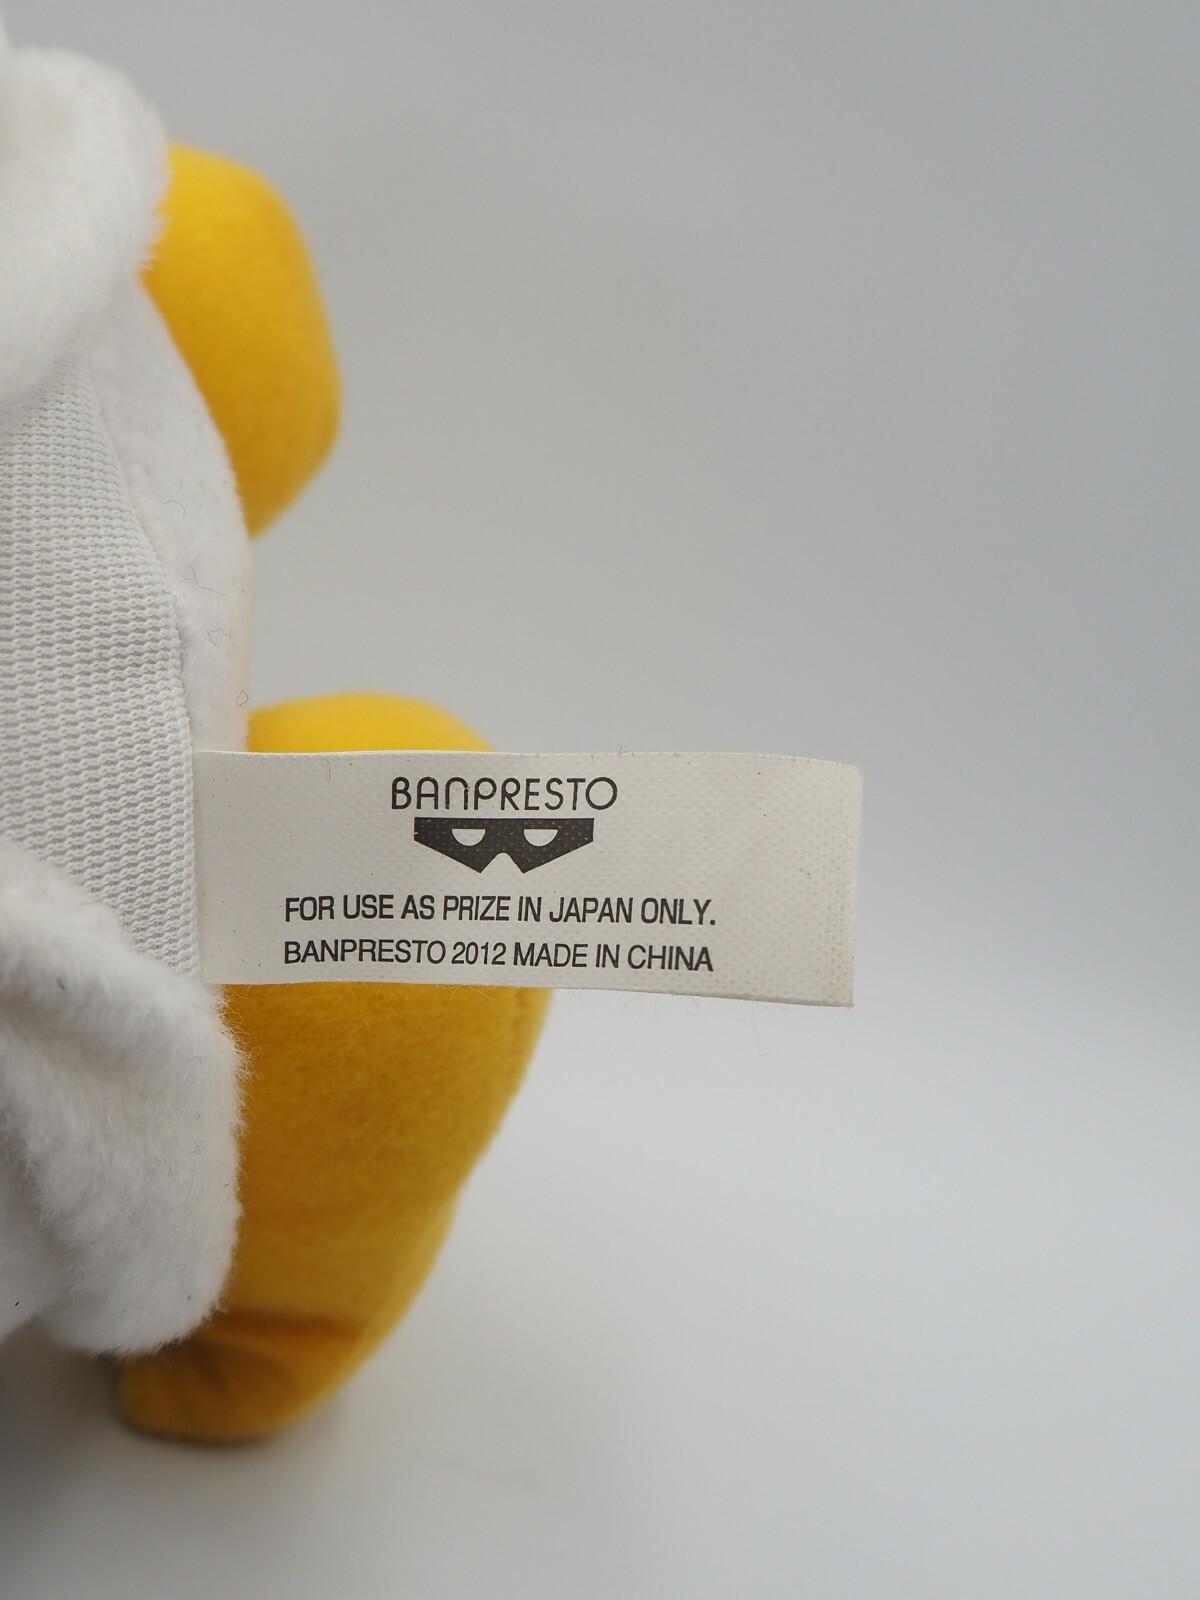 BANPRESTO
FOR USE AS PRIZE IN JAPAN ONLY.
BANPRESTO 2012 MADE IN CHINA